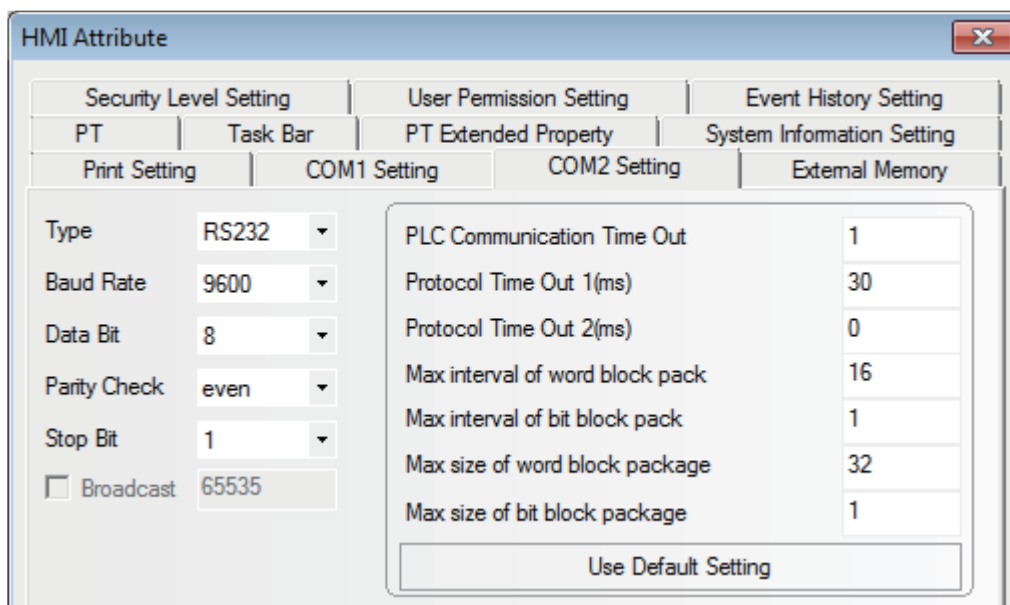 HMI Attribute
Security Level Setting
User Permission Setting
Event History Setting
PT
Task Bar
PT Extended Property
System Information Setting
Print Setting
COM1 Setting
COM2 Setting
External Memory
Type RS232
Baud Rate 9600
Data Bit 8
Parity Check even
Stop Bit 1
Broadcast 65535
PLC Communication Time Out 1
Protocol Time Out 1(ms) 30
Protocol Time Out 2(ms) 0
Max interval of word block pack 16
Max interval of bit block pack 1
Max size of word block package 32
Max size of bit block package 1
Use Default Setting